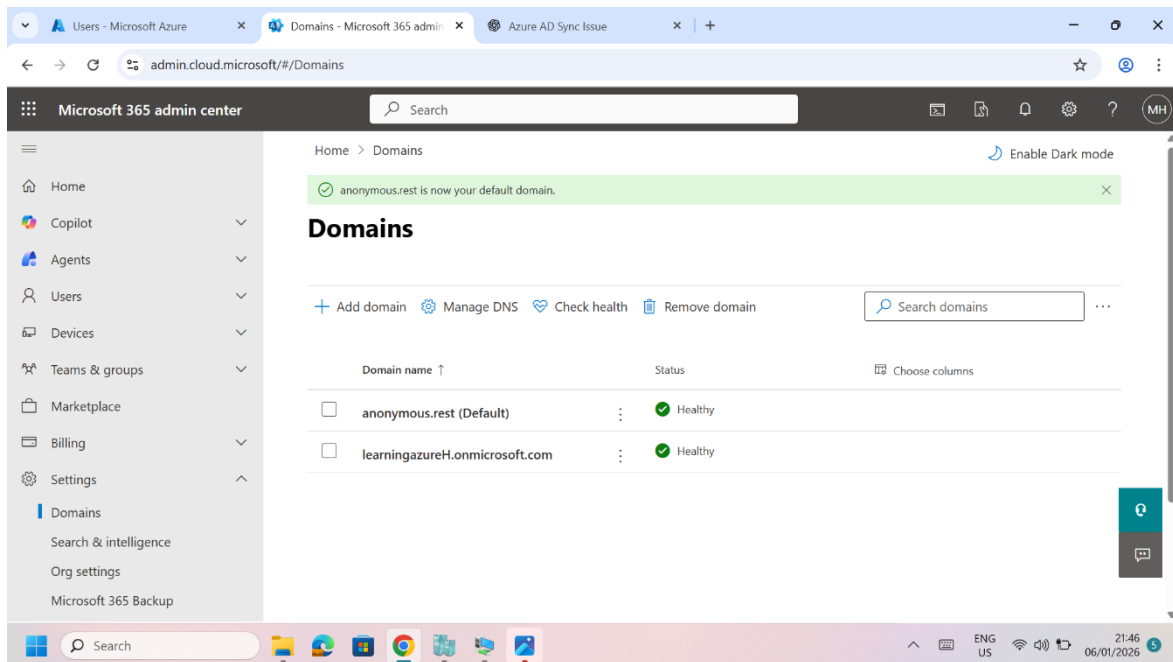 Users - Microsoft Azure
Domains - Microsoft 365 admin
Azure AD Sync Issue
admin.cloud.microsoft/#/Domains
Microsoft 365 admin center
Search
MH
Home > Domains
Enable Dark mode
anonymous.rest is now your default domain.
Domains
Home
Copilot
Agents
Users
Devices
Teams & groups
Marketplace
Billing
Settings
Domains
Search & intelligence
Org settings
Microsoft 365 Backup
Add domain Manage DNS Check health Remove domain
Search domains
Domain name ↑ Status Choose columns
anonymous.rest (Default) Healthy
learningazureH.onmicrosoft.com Healthy
Search
ENG
US
21:46
06/01/2026
5